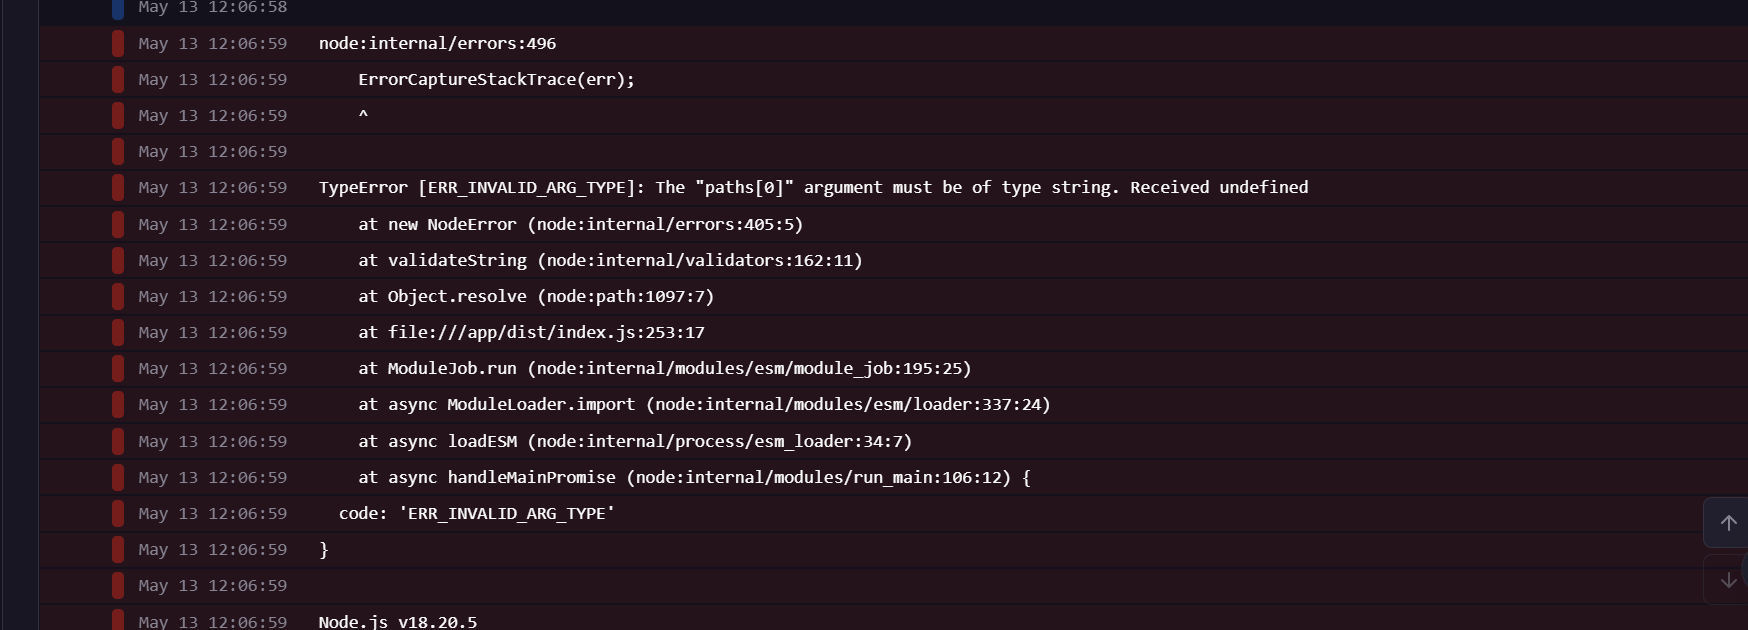 May 13 12:06:58
May 13 12:06:59 node:internal/errors:496
May 13 12:06:59     ErrorCaptureStackTrace(err);
May 13 12:06:59     ^
May 13 12:06:59
May 13 12:06:59 TypeError [ERR_INVALID_ARG_TYPE]: The "paths[0]" argument must be of type string. Received undefined
May 13 12:06:59     at new NodeError (node:internal/errors:405:5)
May 13 12:06:59     at validateString (node:internal/validators:162:11)
May 13 12:06:59     at Object.resolve (node:path:1097:7)
May 13 12:06:59     at file:///app/dist/index.js:253:17
May 13 12:06:59     at ModuleJob.run (node:internal/modules/esm/module_job:195:25)
May 13 12:06:59     at async ModuleLoader.import (node:internal/modules/esm/loader:337:24)
May 13 12:06:59     at async loadESM (node:internal/process/esm_loader:34:7)
May 13 12:06:59     at async handleMainPromise (node:internal/modules/run_main:106:12) {
May 13 12:06:59   code: 'ERR_INVALID_ARG_TYPE'
May 13 12:06:59 }
May 13 12:06:59
May 13 12:06:59 Node.js v18.20.5